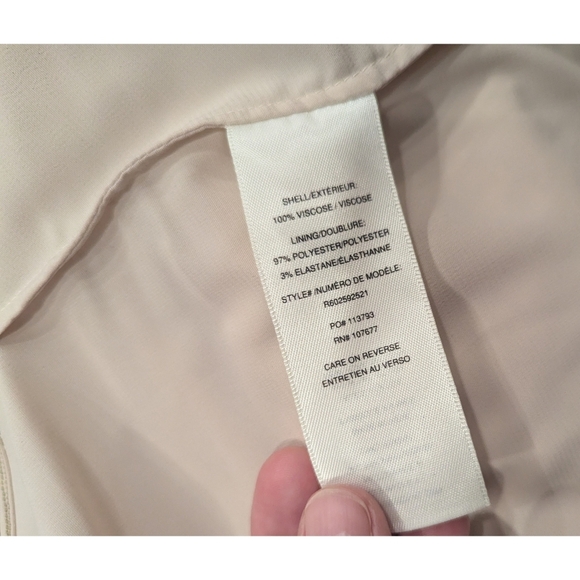 SHELL/EXTÉRIEUR:
100% VISCOSE / VISCOSE
LINING/DOUBLURE:
97% POLYESTER/POLYESTER
3% ELASTANE/ÉLASTHANNE
STYLE# /NUMÉRO DE MODÈLE:
R602592521
PO# 113793
RN# 107677
CARE ON REVERSE
ENTRETIEN AU VERSO